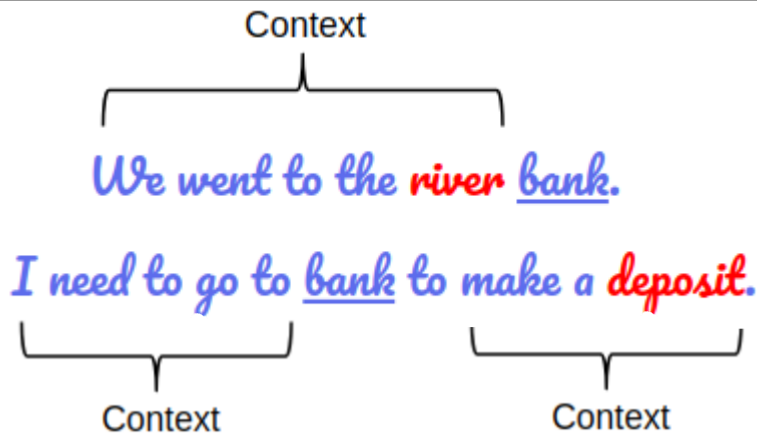 Context
We went to the river bank.
I need to go to bank to make a deposit.
Context Context